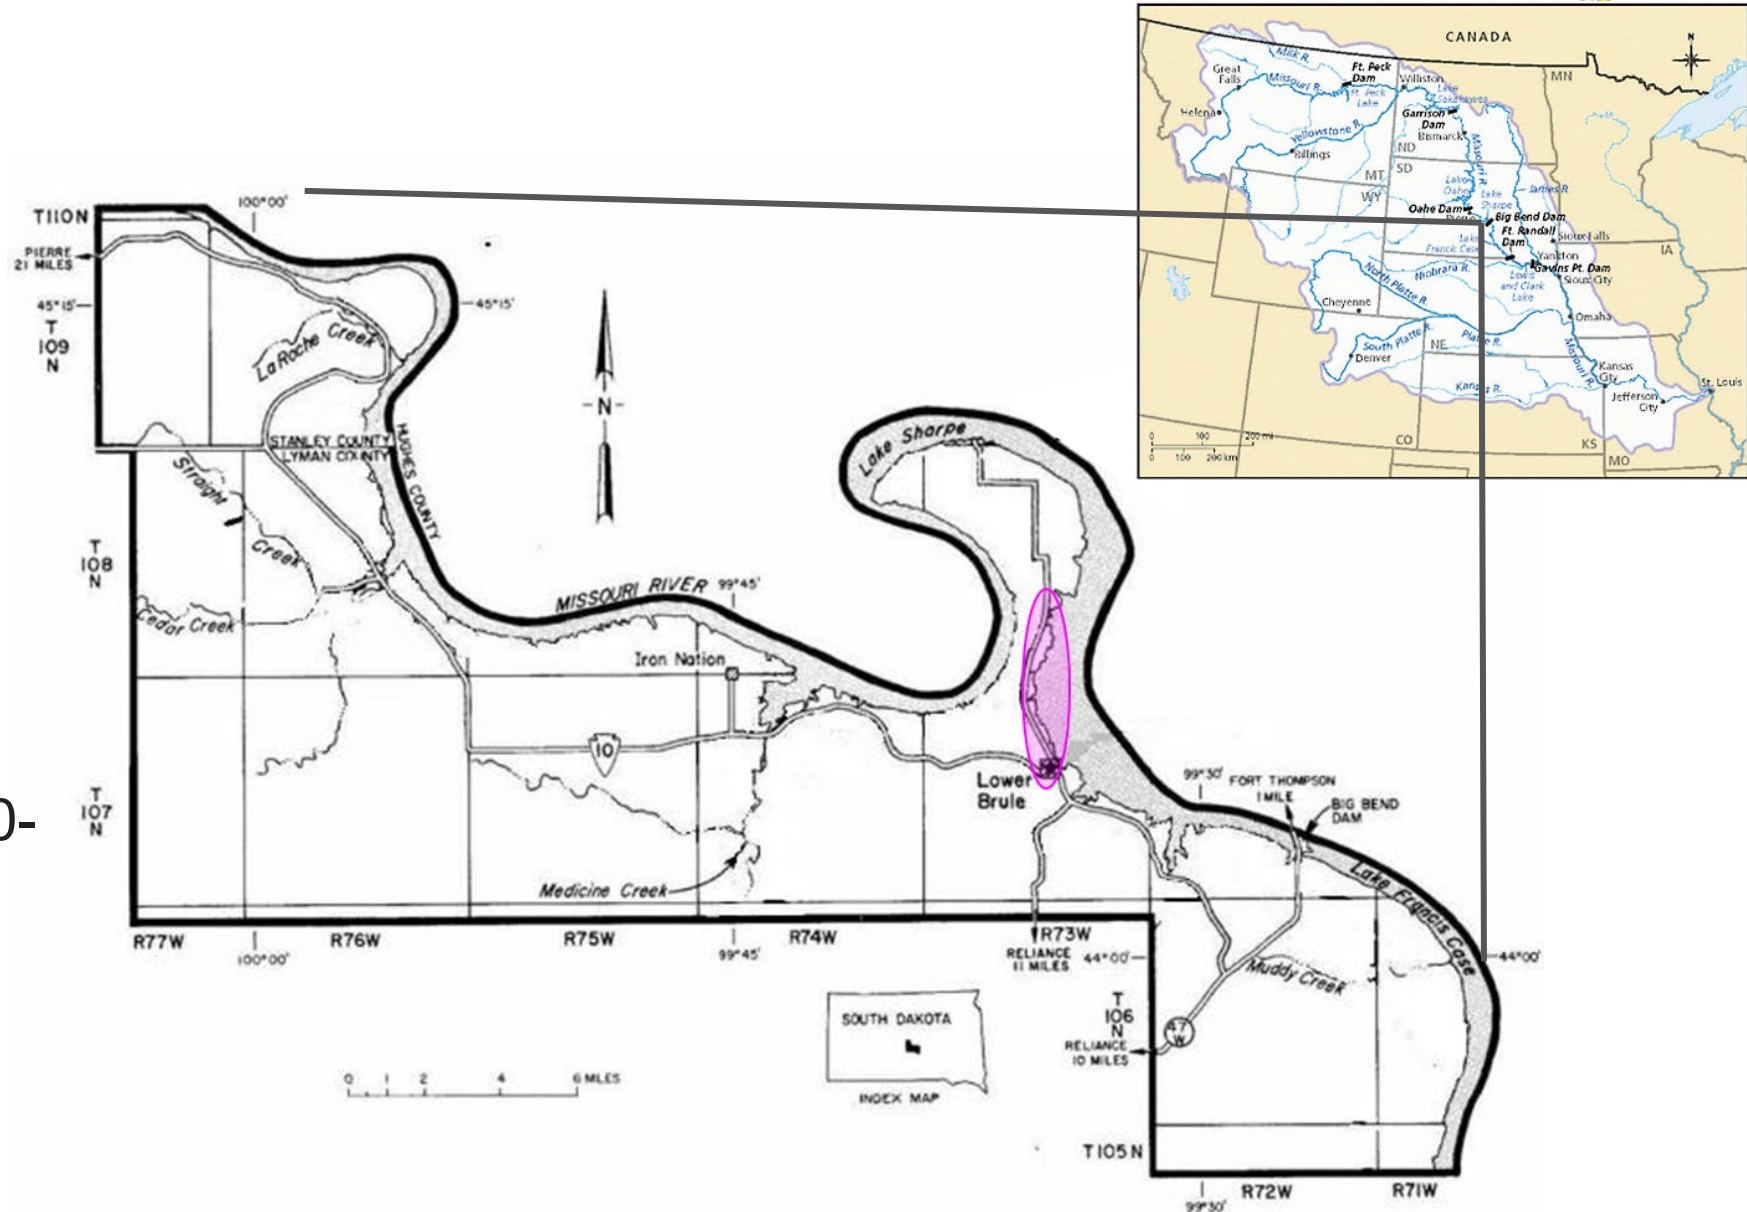 CANADA
N
MN
Milk R.
Great
Falls
Missouri R.
Ft. Peck
Dam
Ft. Peck
Lake
Williston
Lake
Sakakawea
Helena
Garrison
Dam
Bismarck
Yellowstone R.
Billings
ND
SD
MT
WY
Missouri R.
Lake
Oahe
Lake
Sharpe
James R.
Oahe Dam
Pierre
Big Bend Dam
Ft. Randall
Dam
Lake
Francis Case
Sioux Falls
IA
Yankton
Gavins Pt. Dam
Sioux City
Lewis
and Clark
Lake
Niobrara R.
North Platte R.
Cheyenne
Omaha
South Platte R.
Platte R.
NE
Denver
Missouri R.
Kansas
City
Kansas R.
St. Louis
Jefferson
City
CO
KS
MO
0 100 200 mi
0 100 200 km
100°00'
T110N
PIERRE
21 MILES
45°15'
45°15'
T
109
N
LaRoche Creek
-N-
STANLEY COUNTY
LYMAN COUNTY
HUGHES COUNTY
Lake Sharpe
Straight
Creek
T
108
N
MISSOURI RIVER
99°45'
Cedar Creek
Iron Nation
10
Lower
Brule
99°30'
FORT THOMPSON
1 MILE
BIG BEND
DAM
0-
T
107
N
Medicine Creek
Lake Francis Case
R77W
R76W
R75W
R74W
R73W
100°00'
99°45'
RELIANCE
11 MILES
44°00'
44°00'
Muddy Creek
T
106
N
47
W
RELIANCE
10 MILES
SOUTH DAKOTA
INDEX MAP
0 1 2 4 6 MILES
T105N
R72W
R71W
99°30'